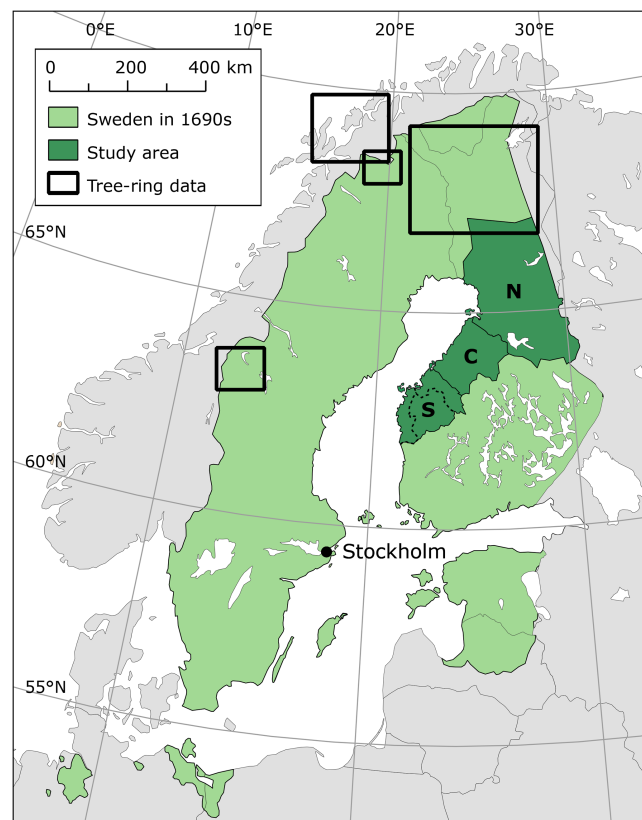 0°E
10°E
20°E
30°E
0 200 400 km
Sweden in 1690s
Study area
Tree-ring data
65°N
N
C
S
60°N
Stockholm
55°N